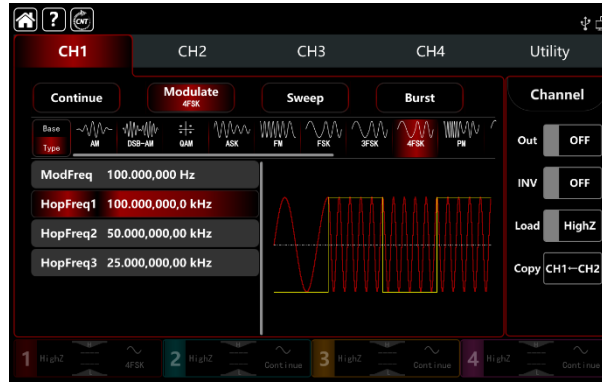 ? CNT
CH1 CH2 CH3 CH4 Utility
Continue Modulate Sweep Burst Channel
4FSK
Base
Type AM DSB-AM QAM ASK FM FSK 3FSK 4FSK PM
Out OFF
ModFreq 100.000,000 Hz
INV OFF
HopFreq1 100.000,000,0 kHz
Load HighZ
HopFreq2 50.000,000,00 kHz
HopFreq3 25.000,000,00 kHz
Copy CH1←CH2
1 HighZ 4FSK 2 HighZ Continue 3 HighZ Continue 4 HighZ Continue